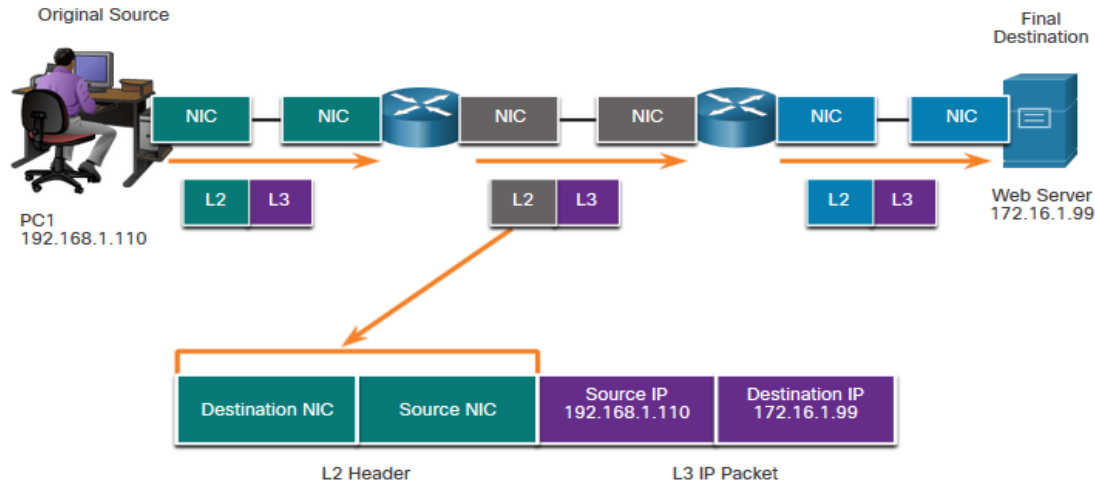 Original Source
Final
Destination
NIC
NIC
NIC
NIC
NIC
NIC
L2
L3
L2
L3
L2
L3
PC1
192.168.1.110
Web Server
172.16.1.99
Destination NIC
Source NIC
Source IP
192.168.1.110
Destination IP
172.16.1.99
L2 Header
L3 IP Packet